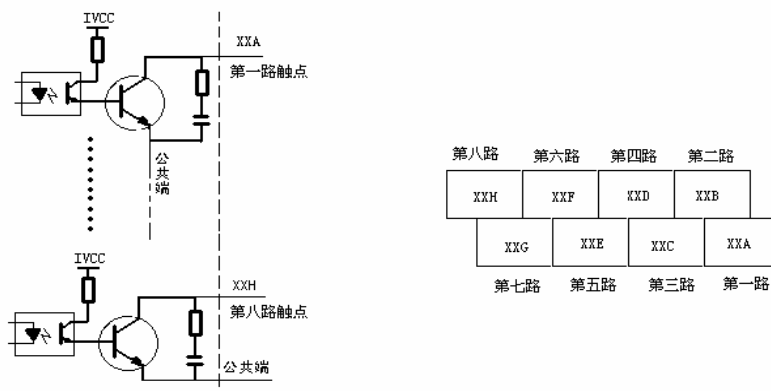 IVCC
XXA
第一路触点
公共端
IVCC
XXH
第八路触点
公共端
第八路 第六路 第四路 第二路
XXH XXF XXD XXB
XXG XXE XXC XXA
第七路 第五路 第三路 第一路